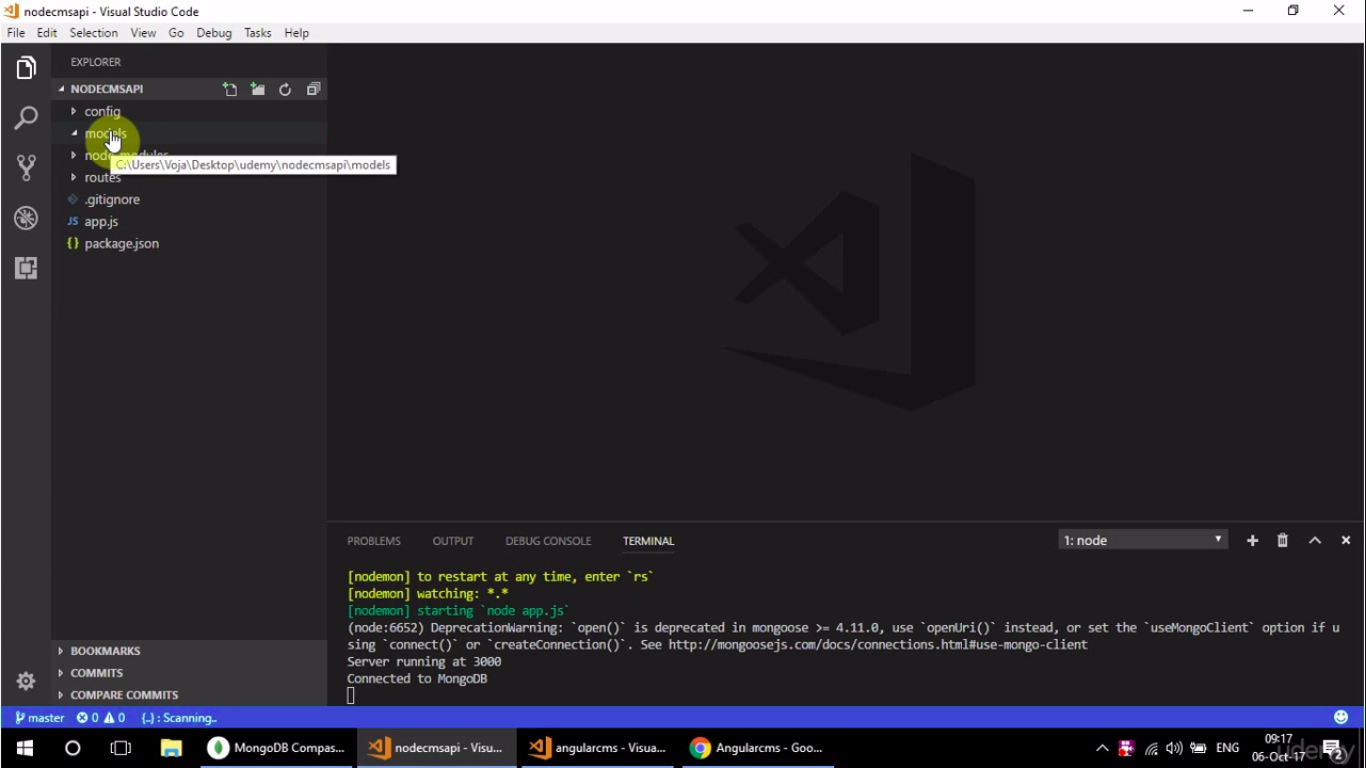 nodecmsapi - Visual Studio Code
File Edit Selection View Go Debug Tasks Help
EXPLORER
NODECMSAPI
config
models
node_modules
C:\Users\Voja\Desktop\udemy\nodecmsapi\models
routes
.gitignore
JS app.js
{} package.json
BOOKMARKS
COMMITS
COMPARE COMMITS
PROBLEMS OUTPUT DEBUG CONSOLE TERMINAL 1: node
[nodemon] to restart at any time, enter `rs`
[nodemon] watching: *.*
[nodemon] starting `node app.js`
(node:6652) DeprecationWarning: `open()` is deprecated in mongoose >= 4.11.0, use `openUri()` instead, or set the `useMongoClient` option if u
sing `connect()` or `createConnection()`. See http://mongoosejs.com/docs/connections.html#use-mongo-client
Server running at 3000
Connected to MongoDB
master 0 0 {..} : Scanning..
MongoDB Compas... nodecmsapi - Visu... angularcms - Visua... Angularcms - Goo... ENG 09:17
06-Oct-17 2
udemy